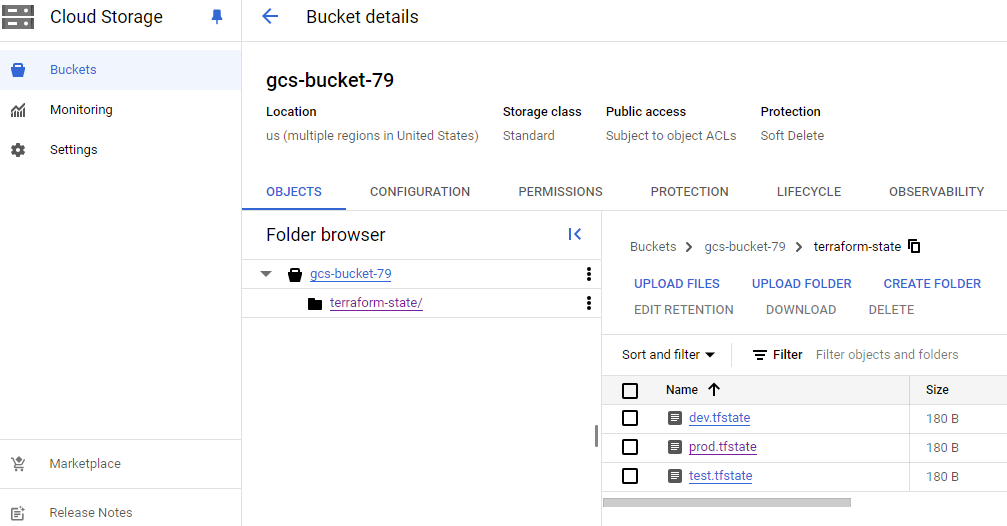 Cloud Storage
Bucket details
Buckets
Monitoring
Settings
Marketplace
Release Notes
gcs-bucket-79
Location
us (multiple regions in United States)
Storage class
Standard
Public access
Subject to object ACLs
Protection
Soft Delete
OBJECTS CONFIGURATION PERMISSIONS PROTECTION LIFECYCLE OBSERVABILITY
Folder browser
gcs-bucket-79
terraform-state/
Buckets > gcs-bucket-79 > terraform-state
UPLOAD FILES UPLOAD FOLDER CREATE FOLDER
EDIT RETENTION DOWNLOAD DELETE
Sort and filter Filter Filter objects and folders
Name Size
dev.tfstate 180 B
prod.tfstate 180 B
test.tfstate 180 B